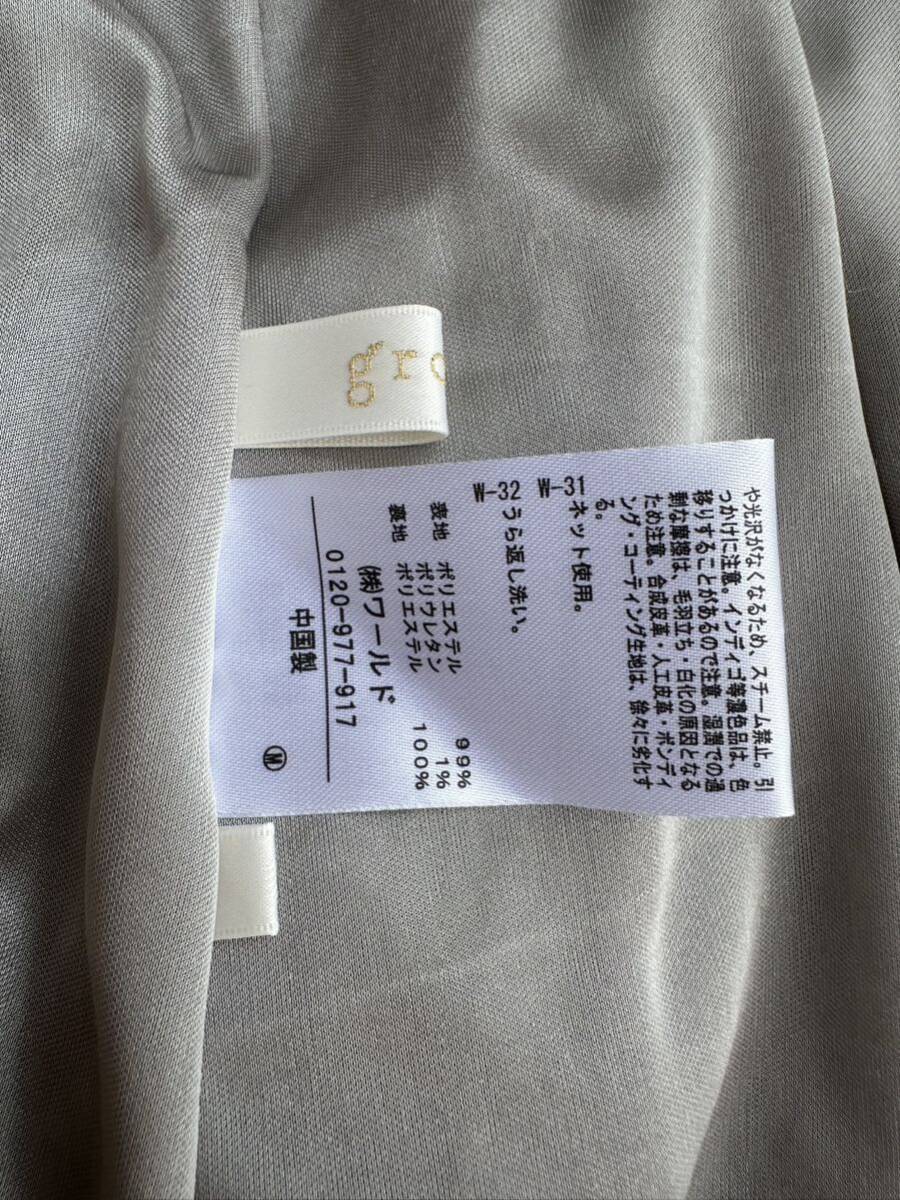 gr
や光沢がなくなるため、スチーム禁止。引
っかけに注意。インディゴ等濃色品は、色
移りすることがあるので注意。湿潤での過
剰な摩擦は、毛羽立ち・白化の原因となる
ため注意。合成皮革・人工皮革・ボンディ
ング・コーティング生地は、徐々に劣化す
る。
W-31 ネット使用。
W-32 うら返し洗い。
表地 ポリエステル 99%
ポリウレタン 1%
裏地 ポリエステル 100%
(株)ワールド
0120-977-917
中国製
M